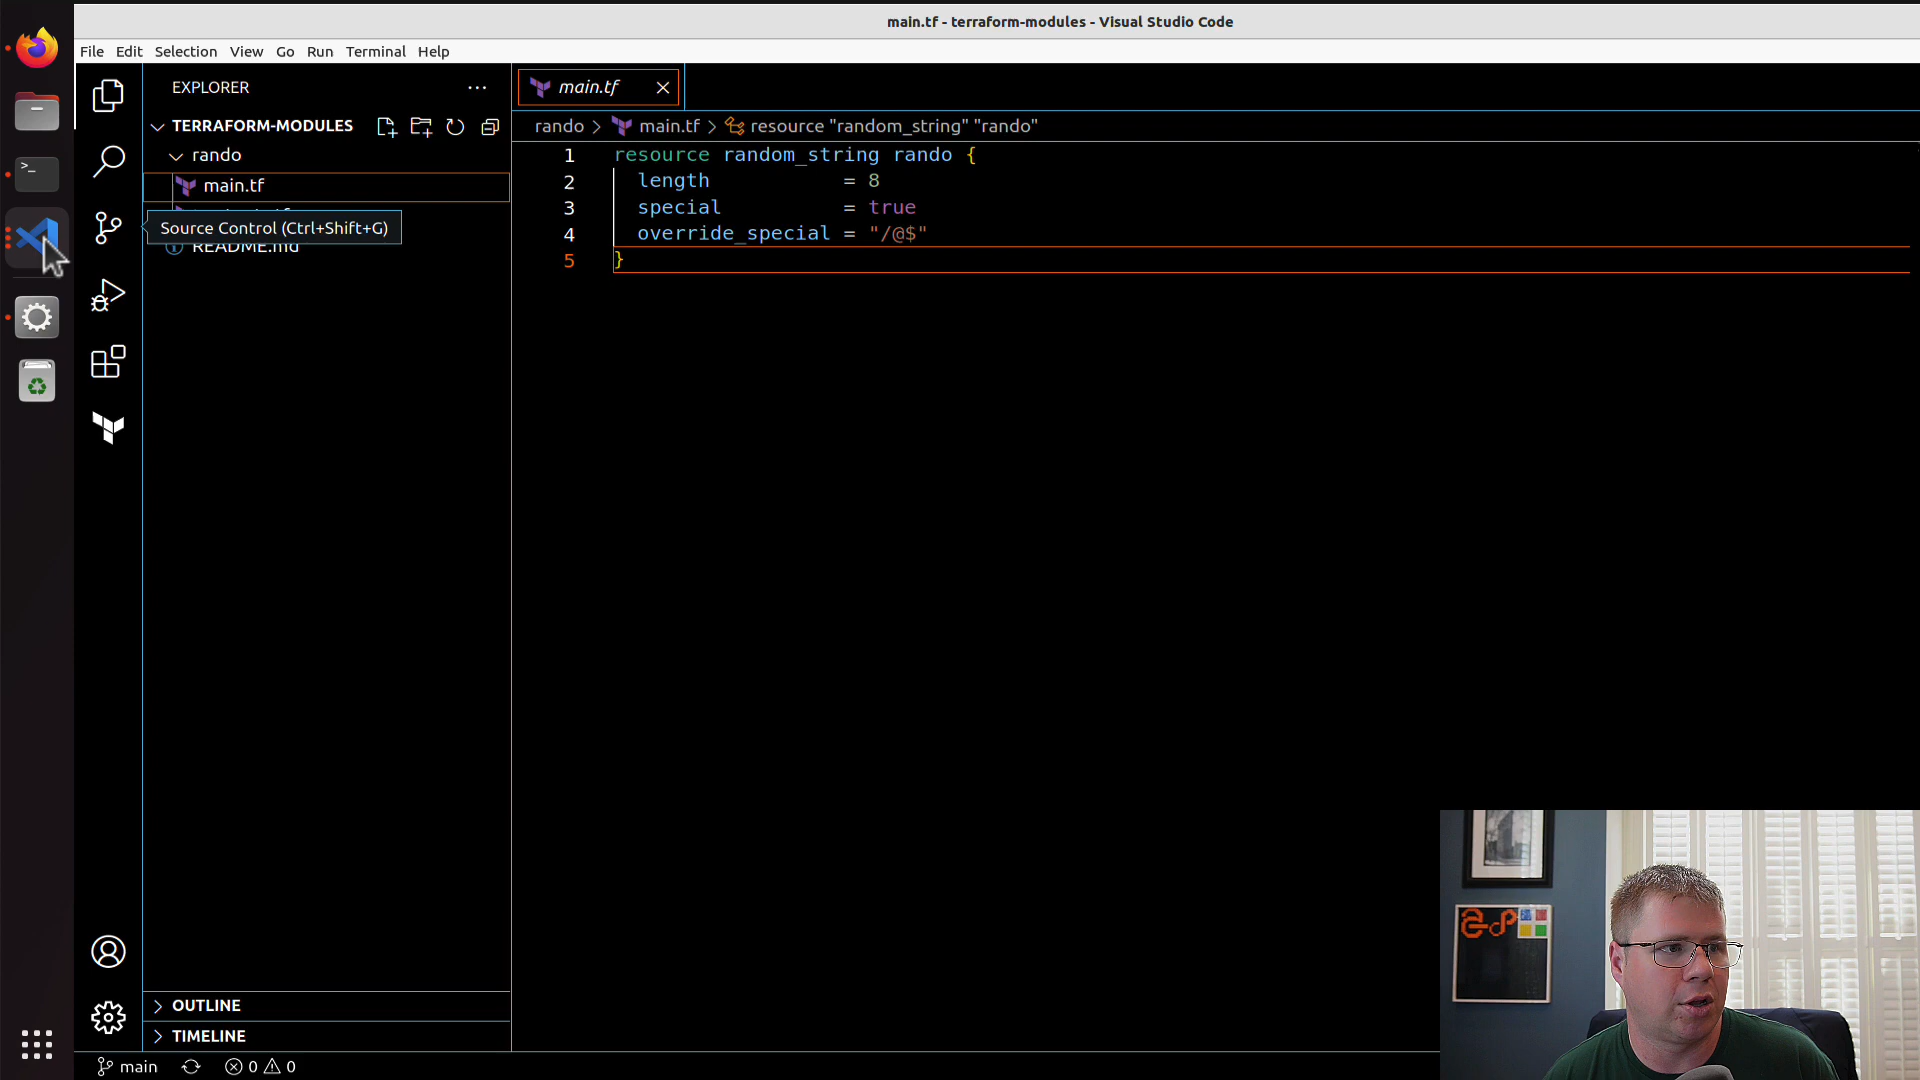 main.tf - terraform-modules - Visual Studio Code
File Edit Selection View Go Run Terminal Help
EXPLORER
TERRAFORM-MODULES
rando
main.tf
Source Control (Ctrl+Shift+G)
README.md
main.tf
rando > main.tf > resource "random_string" "rando"
1 resource random_string rando {
2 length = 8
3 special = true
4 override_special = "/@$"
5 }
OUTLINE
TIMELINE
main 0 0